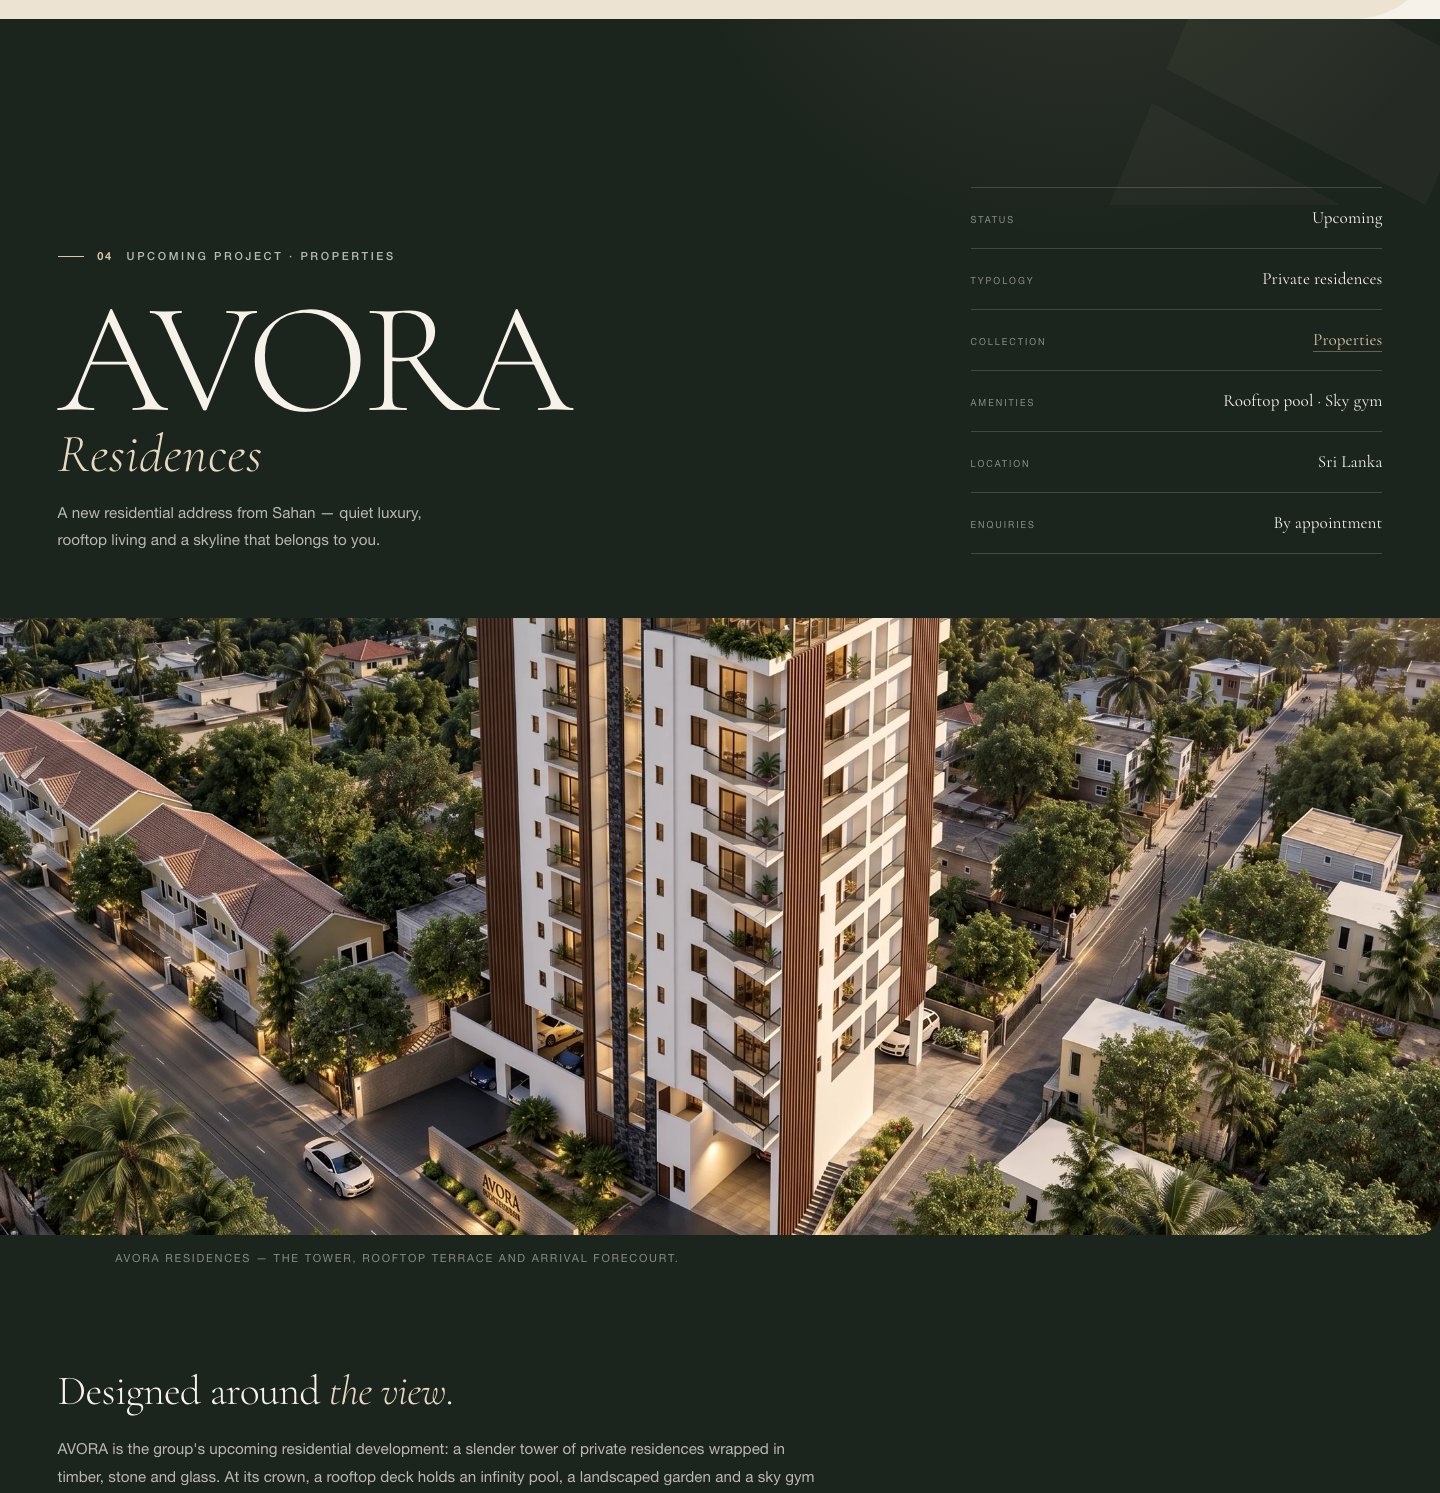 04 UPCOMING PROJECT · PROPERTIES
AVORA
Residences
A new residential address from Sahan — quiet luxury,
rooftop living and a skyline that belongs to you.
STATUS Upcoming
TYPOLOGY Private residences
COLLECTION Properties
AMENITIES Rooftop pool · Sky gym
LOCATION Sri Lanka
ENQUIRIES By appointment
AVORA
AVORA RESIDENCES — THE TOWER, ROOFTOP TERRACE AND ARRIVAL FORECOURT.
Designed around the view.
AVORA is the group's upcoming residential development: a slender tower of private residences wrapped in
timber, stone and glass. At its crown, a rooftop deck holds an infinity pool, a landscaped garden and a sky gym